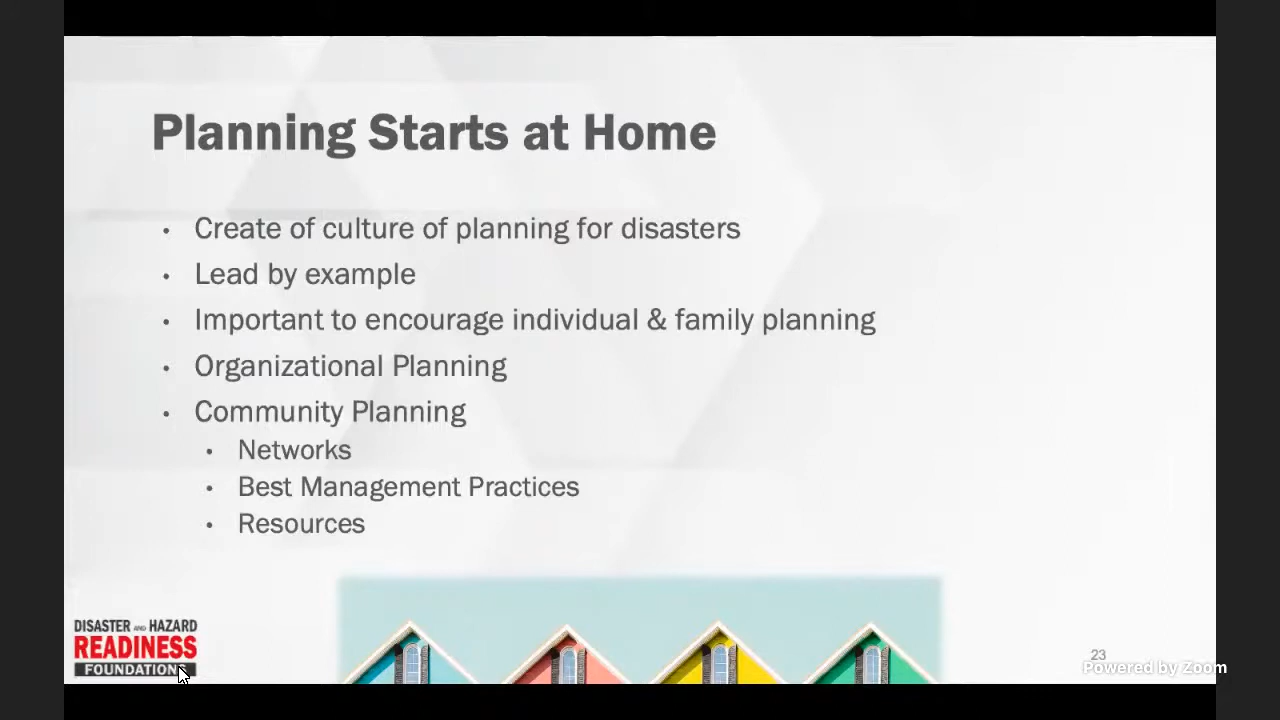 Planning Starts at Home
• Create of culture of planning for disasters
• Lead by example
• Important to encourage individual & family planning
• Organizational Planning
• Community Planning
• Networks
• Best Management Practices
• Resources
DISASTER AND HAZARD
READINESS
FOUNDATIONS
23
Powered by Zoom